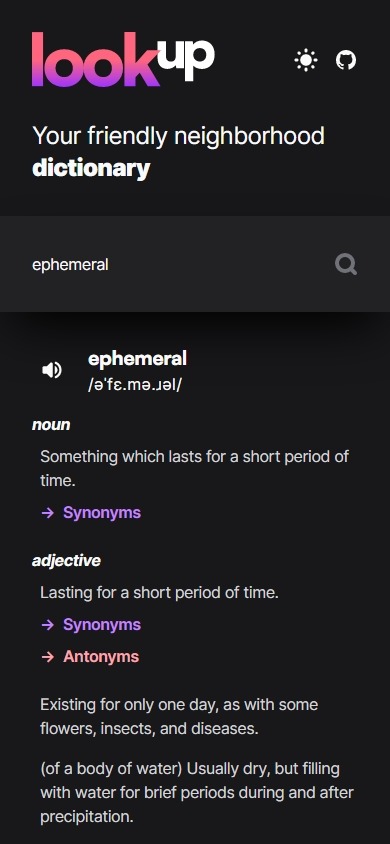 lookup
Your friendly neighborhood
dictionary
ephemeral
ephemeral
/əˈfɛ.mə.ɹəl/
noun
Something which lasts for a short period of
time.
→ Synonyms
adjective
Lasting for a short period of time.
→ Synonyms
→ Antonyms
Existing for only one day, as with some
flowers, insects, and diseases.
(of a body of water) Usually dry, but filling
with water for brief periods during and after
precipitation.